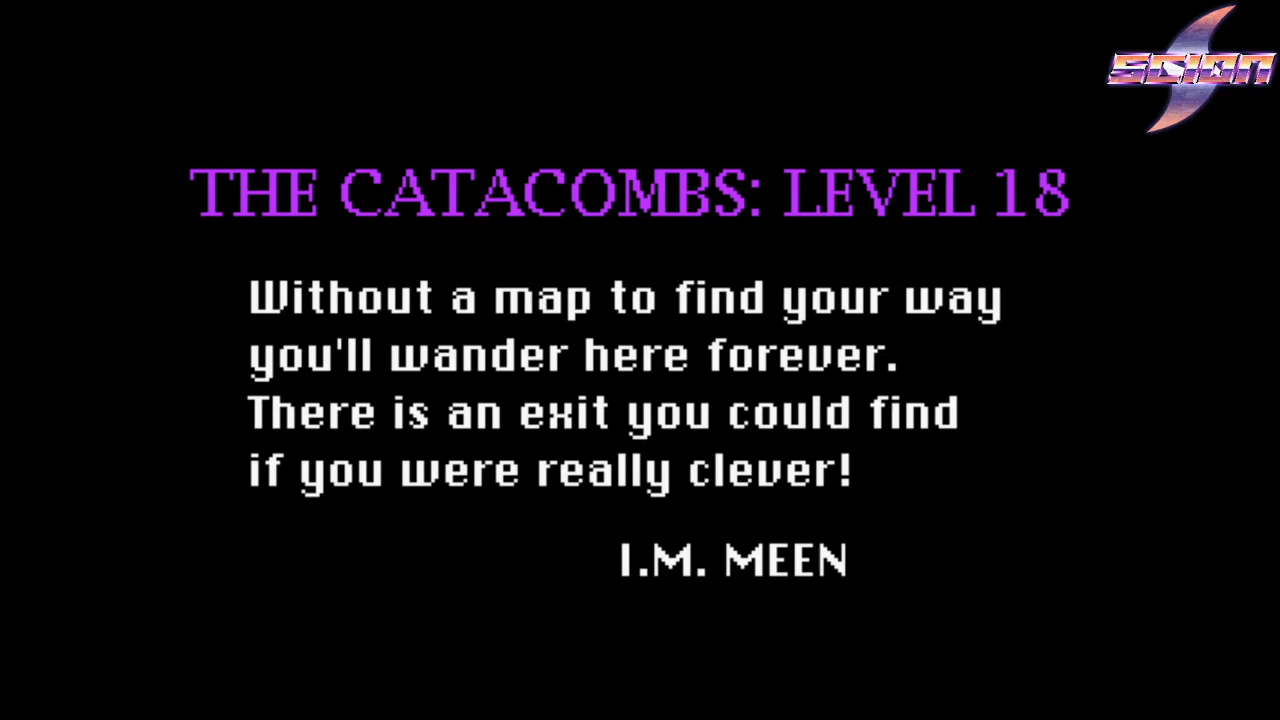 SCION
THE CATACOMBS: LEVEL 18
Without a map to find your way
you'll wander here forever.
There is an exit you could find
if you were really clever!
I.M. MEEN